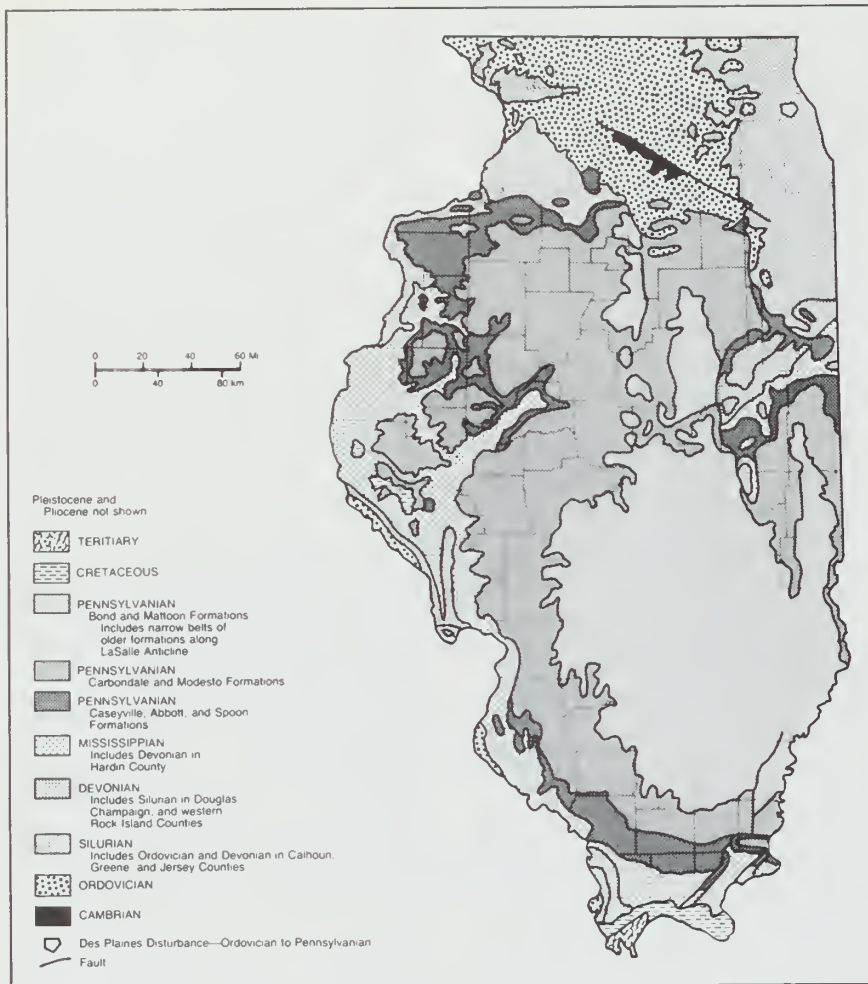 0 20 40 60 Mi
0 40 80 km
Pleistocene and
Pliocene not shown
TERITIARY
CRETACEOUS
PENNSYLVANIAN
Bond and Mattoon Formations
Includes narrow belts of
older formations along
LaSalle Anticline
PENNSYLVANIAN
Carbondale and Modesto Formations
PENNSYLVANIAN
Caseyville, Abbott, and Spoon
Formations
MISSISSIPPIAN
Includes Devonian in
Hardin County
DEVONIAN
Includes Silurian in Douglas
Champaign, and western
Rock Island Counties
SILURIAN
Includes Ordovician and Devonian in Calhoun,
Greene and Jersey Counties
ORDOVICIAN
CAMBRIAN
Des Plaines Disturbance—Ordovician to Pennsylvanian
Fault